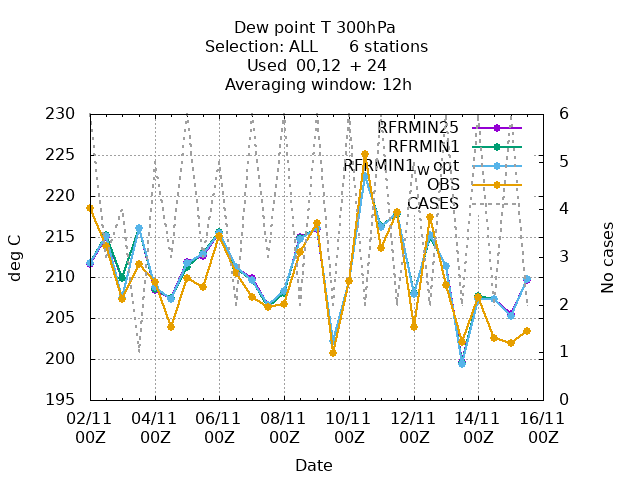 Dew point T 300hPa
Selection: ALL 6 stations
Used 00,12 + 24
Averaging window: 12h
230 6
RFRMIN25
RFRMIN1
225 5
RFRMIN1_W opt
OBS
220
CASES 4
215
deg C
No cases
3
210
2
205
200 1
195 0
02/11 04/11 06/11 08/11 10/11 12/11 14/11 16/11
00Z 00Z 00Z 00Z 00Z 00Z 00Z 00Z
Date